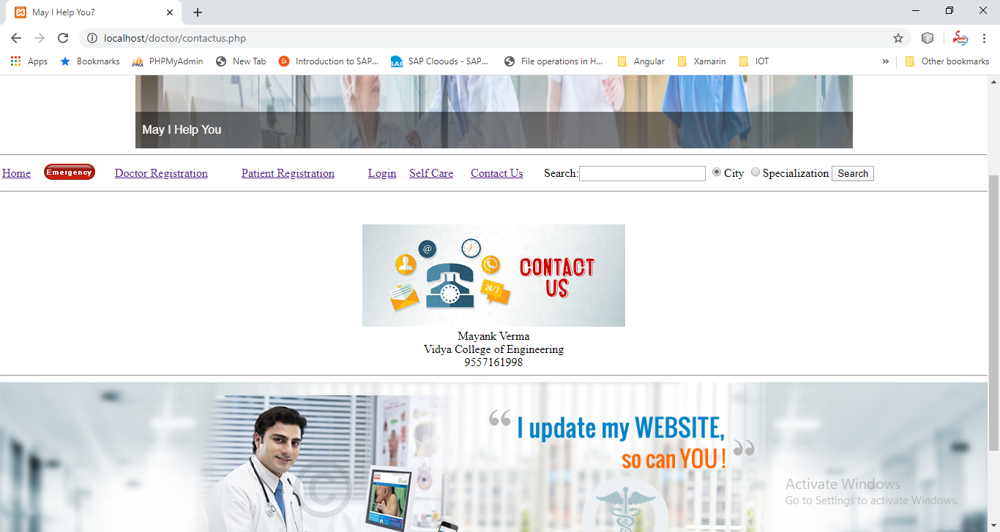 May I Help You?
localhost/doctor/contactus.php
Apps Bookmarks PHPMyAdmin New Tab Introduction to SAP... SAP Clooouds - SAP... File operations in H... Angular Xamarin IOT » Other bookmarks
May I Help You
Home Emergency Doctor Registration Patient Registration Login Self Care Contact Us Search: City Specialization Search
@
24/7
CONTACT
US
Mayank Verma
Vidya College of Engineering
9557161998
“ I update my WEBSITE,
so can YOU! ”
©
Activate Windows
Go to Settings to activate Windows.